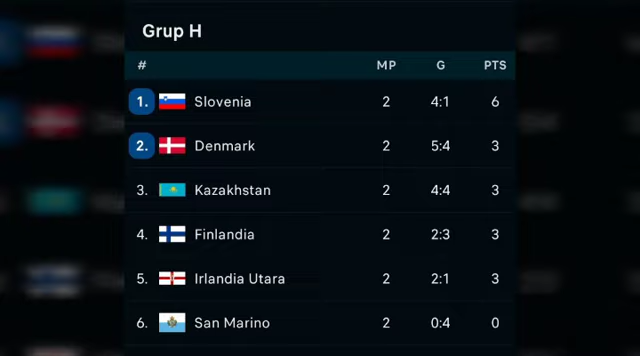 Grup H
# MP G PTS
1. Slovenia 2 4:1 6
2. Denmark 2 5:4 3
3. Kazakhstan 2 4:4 3
4. Finlandia 2 2:3 3
5. Irlandia Utara 2 2:1 3
6. San Marino 2 0:4 0